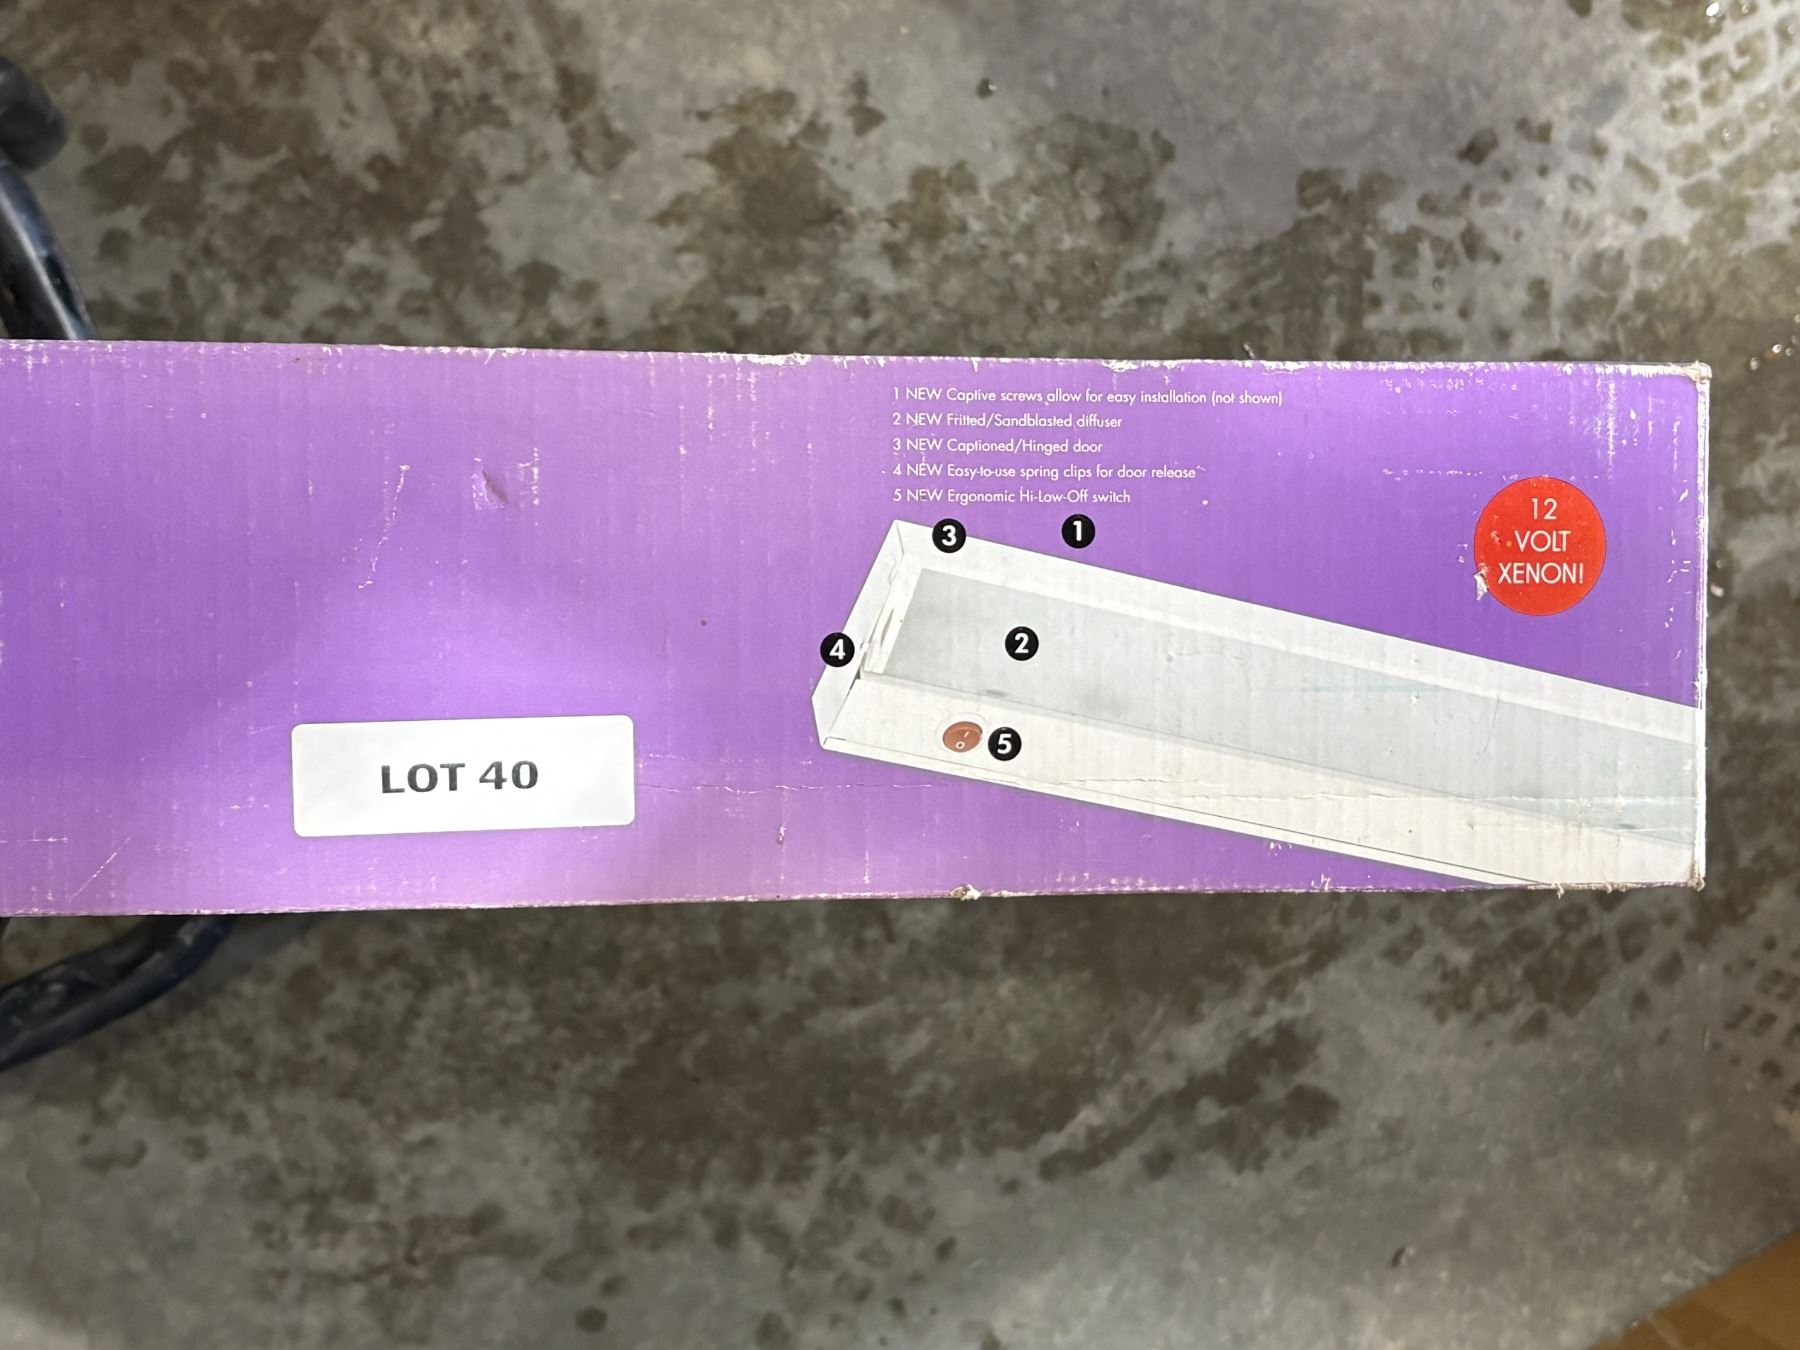 1 NEW Captive screws allow for easy installation (not shown)
2 NEW Fritted/Sandblasted diffuser
3 NEW Captioned/Hinged door
4 NEW Easy-to-use spring clips for door release
5 NEW Ergonomic Hi-Low-Off switch
12
VOLT
XENON!
3
1
4
2
5
LOT 40